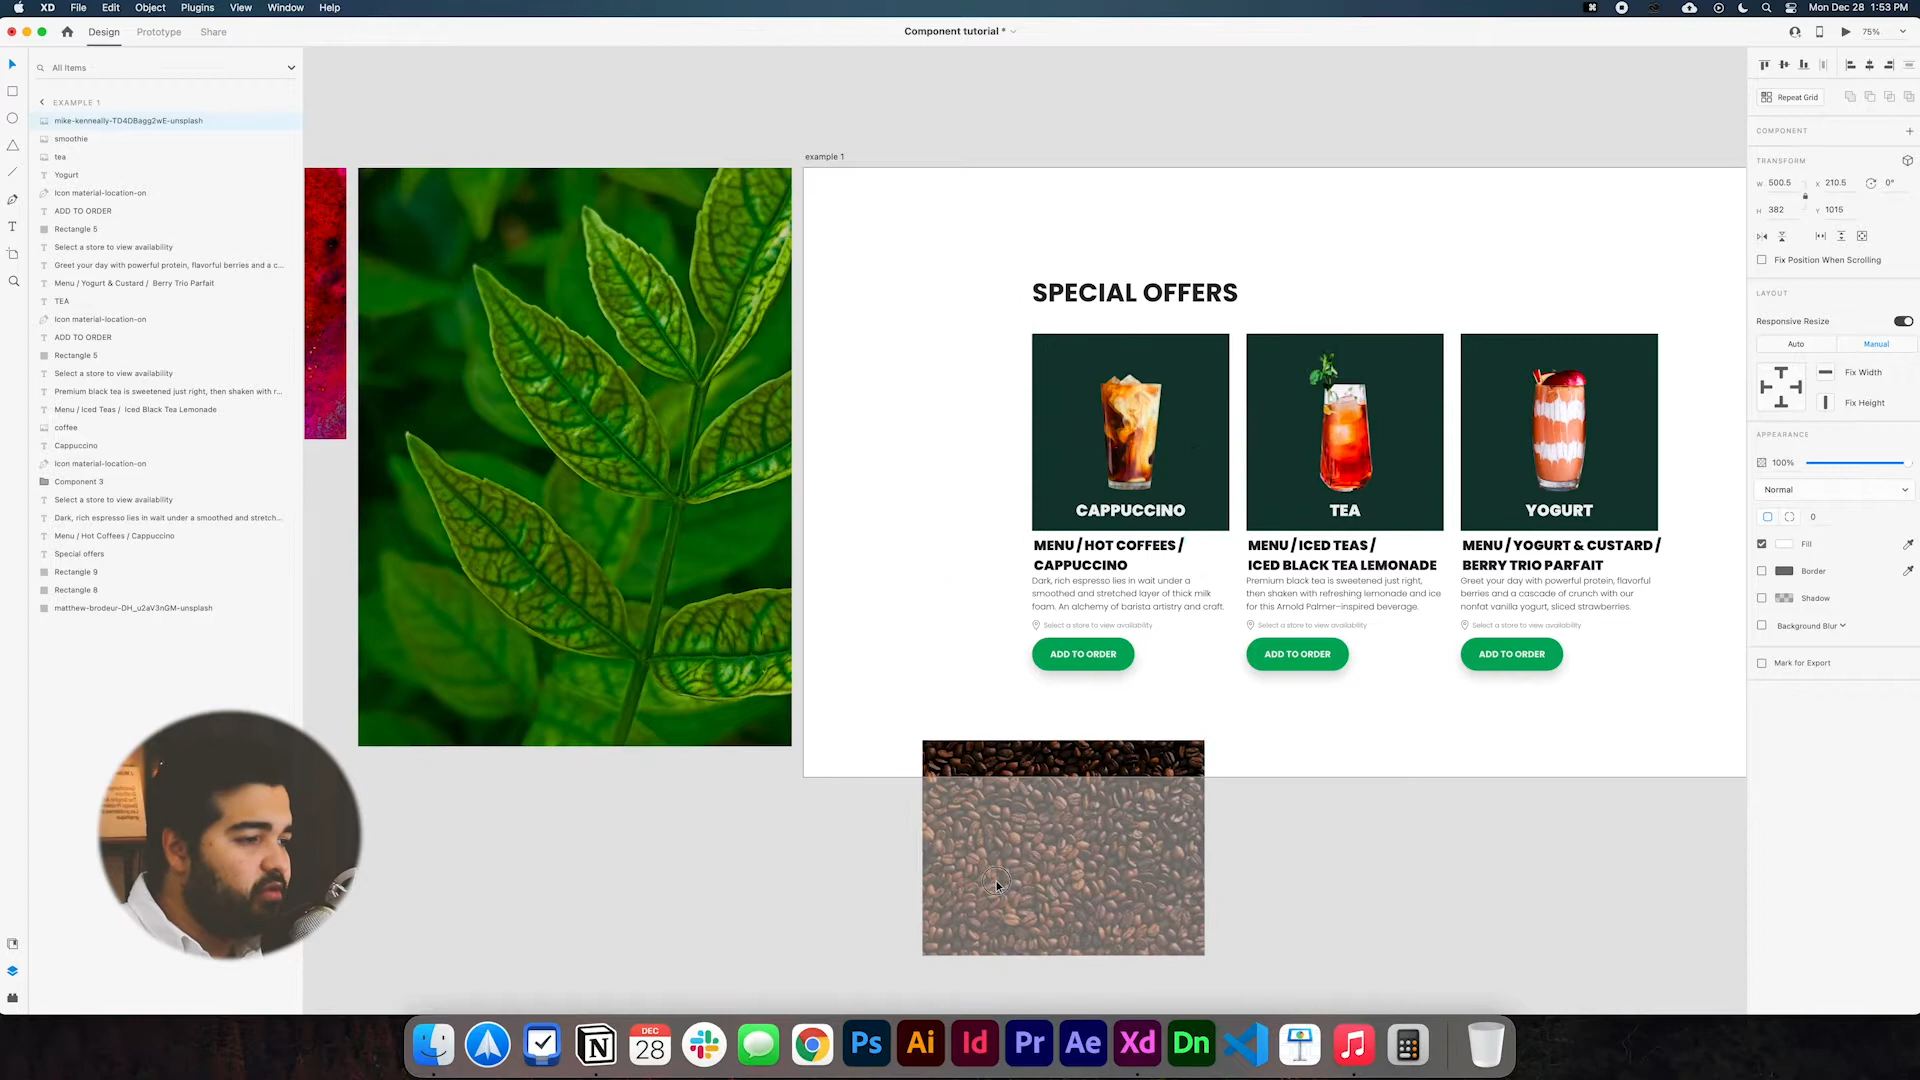 XD File Edit Object Plugins View Window Help
Mon Dec 28 1:53 PM
Design Prototype Share
Component tutorial *
75%
All Items
EXAMPLE 1
mike-kenneally-TD4DBagg2wE-unsplash
smoothie
tea
Yogurt
Icon material-location-on
ADD TO ORDER
Rectangle 5
Select a store to view availability
Greet your day with powerful protein, flavorful berries and a c...
Menu / Yogurt & Custard / Berry Trio Parfait
TEA
Icon material-location-on
ADD TO ORDER
Rectangle 5
Select a store to view availability
Premium black tea is sweetened just right, then shaken with r...
Menu / Iced Teas / Iced Black Tea Lemonade
coffee
Cappuccino
Icon material-location-on
Component 3
Select a store to view availability
Dark, rich espresso lies in wait under a smoothed and stretch...
Menu / Hot Coffees / Cappuccino
Special offers
Rectangle 9
Rectangle 8
matthew-brodeur-DH_u2aV3nGM-unsplash
example 1
SPECIAL OFFERS
CAPPUCCINO
MENU / HOT COFFEES /
CAPPUCCINO
Dark, rich espresso lies in wait under a
smoothed and stretched layer of thick milk
foam. An alchemy of barista artistry and craft.
Select a store to view availability
ADD TO ORDER
TEA
MENU / ICED TEAS /
ICED BLACK TEA LEMONADE
Premium black tea is sweetened just right,
then shaken with refreshing lemonade and ice
for this Arnold Palmer–inspired beverage.
Select a store to view availability
ADD TO ORDER
YOGURT
MENU / YOGURT & CUSTARD /
BERRY TRIO PARFAIT
Greet your day with powerful protein, flavorful
berries and a cascade of crunch with our
nonfat vanilla yogurt, sliced strawberries.
Select a store to view availability
ADD TO ORDER
Repeat Grid
COMPONENT
TRANSFORM
W 500.5 X 210.5 0°
H 382 Y 1015
Fix Position When Scrolling
LAYOUT
Responsive Resize
Auto Manual
Fix Width
Fix Height
APPEARANCE
100%
Normal
0
Fill
Border
Shadow
Background Blur
Mark for Export
DEC
28
Ps Ai Id Pr Ae Xd Dn